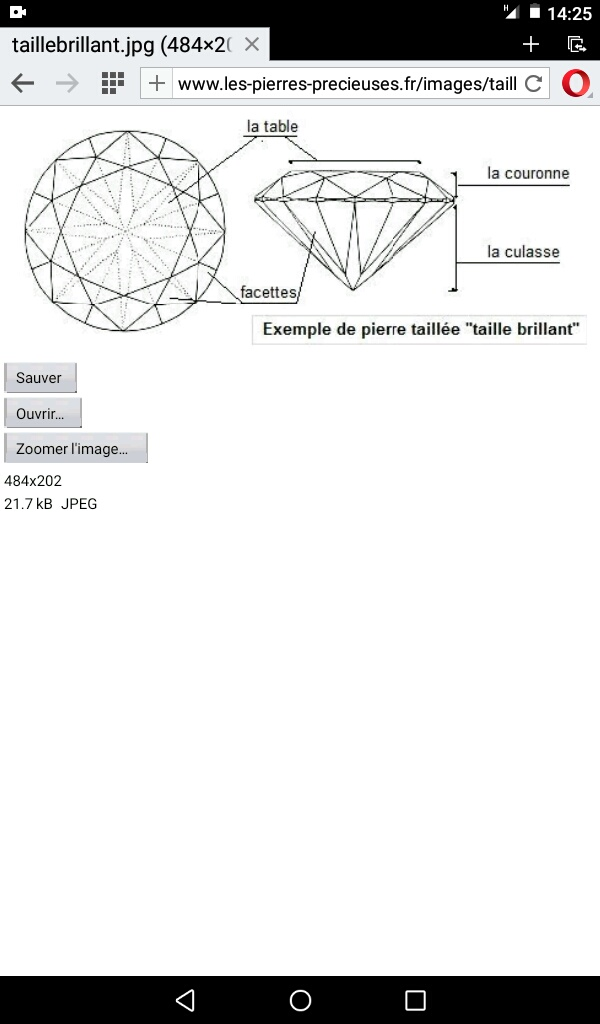 H 14:25
taillebrillant.jpg (484×20
www.les-pierres-precieuses.fr/images/taill
la table
la couronne
la culasse
facettes
Exemple de pierre taillée "taille brillant"
Sauver
Ouvrir...
Zoomer l'image...
484x202
21.7 kB JPEG